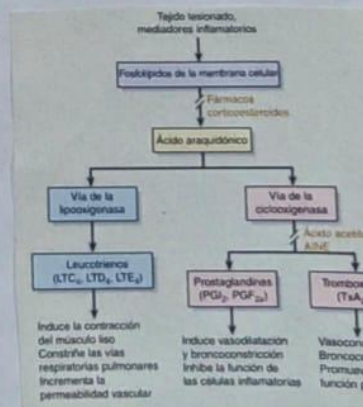 Tejido lesionado,
mediadores inflamatorios
Fosfolípidos de la membrana celular
Fármacos
corticoesteroides
Ácido araquidónico
Vía de la
lipooxigenasa
Vía de la
ciclooxigenasa
Ácido
AINE
Leucotrienos
(LTC₄, LTD₄, LTE₄)
Prostaglandinas
(PGI₂, PGF₂α)
Induce la contracción
del músculo liso
Constriñe las vías
respiratorias pulmonares
Incrementa la
permeabilidad vascular
Induce vasodilatación
y broncoconstricción
Inhibe la función de
las células inflamatorias
función